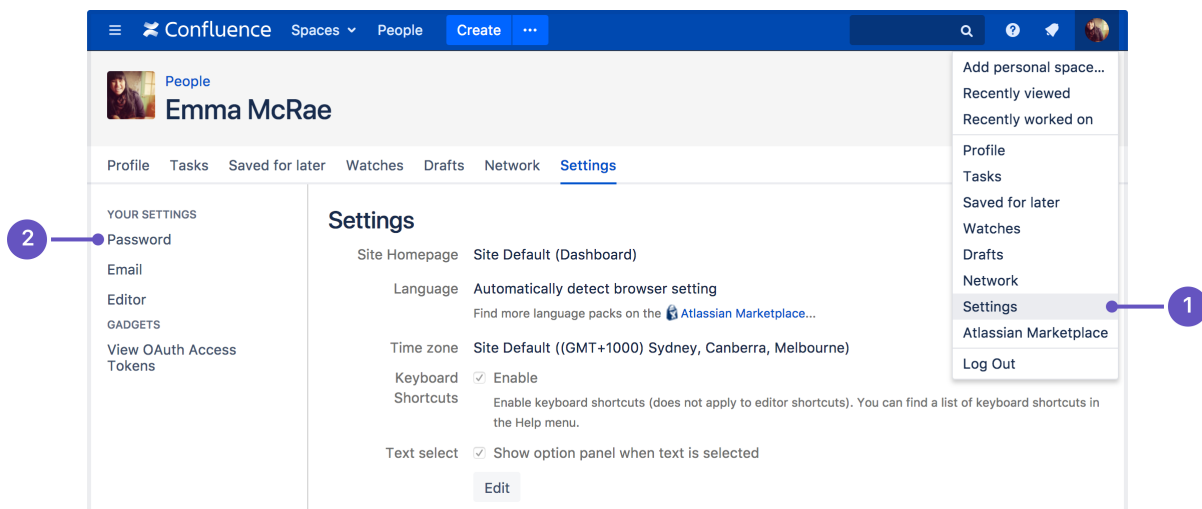 Confluence Spaces People Create ...
People
Emma McRae
Profile Tasks Saved for later Watches Drafts Network Settings
YOUR SETTINGS
Password
Email
Editor
GADGETS
View OAuth Access
Tokens
2
Settings
Site Homepage Site Default (Dashboard)
Language Automatically detect browser setting
Find more language packs on the Atlassian Marketplace...
Time zone Site Default ((GMT+1000) Sydney, Canberra, Melbourne)
Keyboard Enable
Shortcuts Enable keyboard shortcuts (does not apply to editor shortcuts). You can find a list of keyboard shortcuts in
the Help menu.
Text select Show option panel when text is selected
Edit
Add personal space...
Recently viewed
Recently worked on
Profile
Tasks
Saved for later
Watches
Drafts
Network
Settings
Atlassian Marketplace
Log Out
1